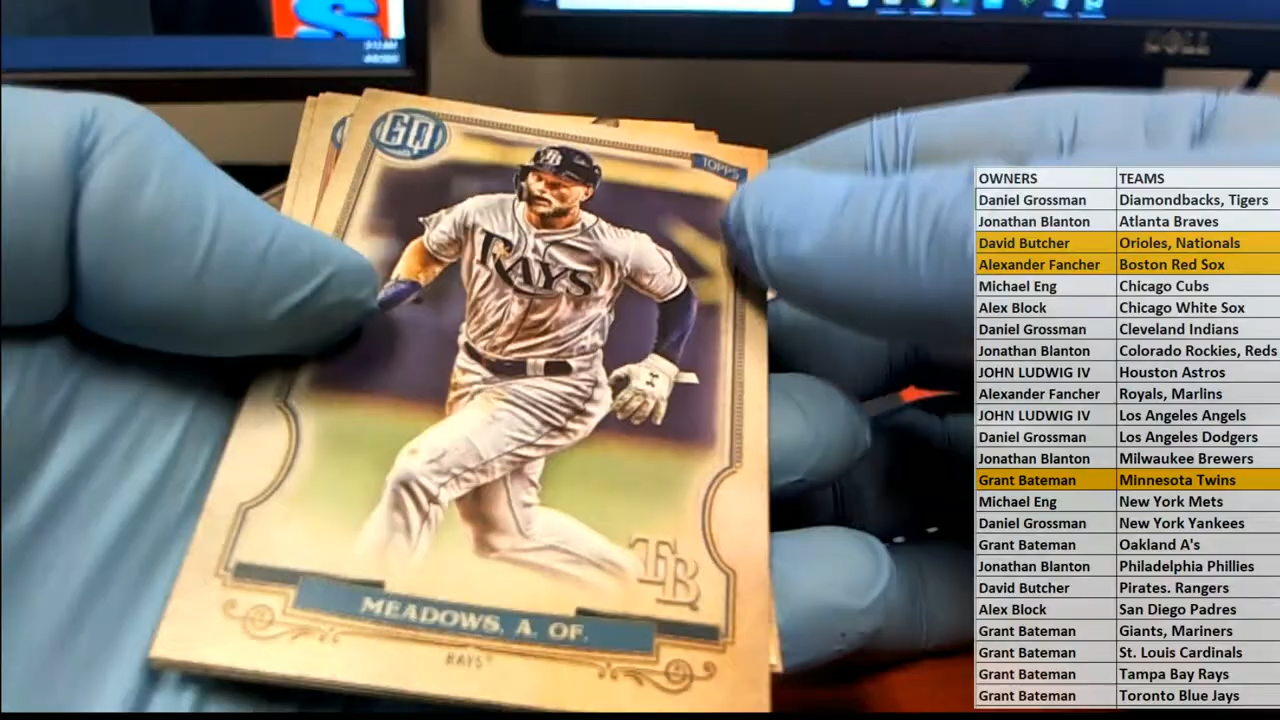 GQ
TOPPS
TB
RAYS
TB
MEADOWS, A. OF.
RAYS
DELL
OWNERS TEAMS
Daniel Grossman Diamondbacks, Tigers
Jonathan Blanton Atlanta Braves
David Butcher Orioles, Nationals
Alexander Fancher Boston Red Sox
Michael Eng Chicago Cubs
Alex Block Chicago White Sox
Daniel Grossman Cleveland Indians
Jonathan Blanton Colorado Rockies, Reds
JOHN LUDWIG IV Houston Astros
Alexander Fancher Royals, Marlins
JOHN LUDWIG IV Los Angeles Angels
Daniel Grossman Los Angeles Dodgers
Jonathan Blanton Milwaukee Brewers
Grant Bateman Minnesota Twins
Michael Eng New York Mets
Daniel Grossman New York Yankees
Grant Bateman Oakland A's
Jonathan Blanton Philadelphia Phillies
David Butcher Pirates. Rangers
Alex Block San Diego Padres
Grant Bateman Giants, Mariners
Grant Bateman St. Louis Cardinals
Grant Bateman Tampa Bay Rays
Grant Bateman Toronto Blue Jays